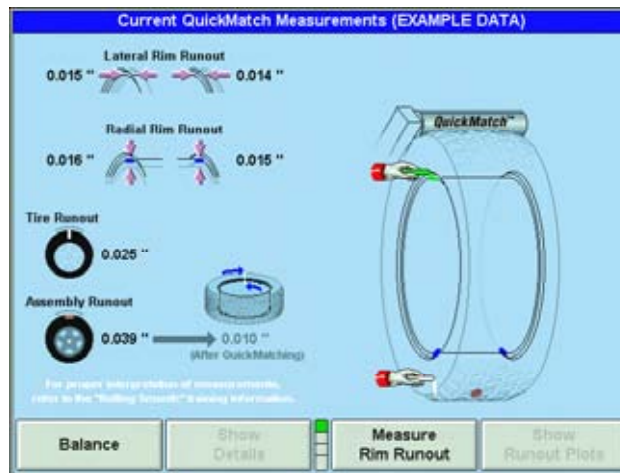 Current QuickMatch Measurements (EXAMPLE DATA)
Lateral Rim Runout
0.015 " 0.014 "
QuickMatch™
Radial Rim Runout
0.016 " 0.015 "
Tire Runout
0.025 "
Assembly Runout
0.039 " 0.010 "
(After QuickMatching)
For proper interpretation of measurements,
refer to the "Rolling Smooth" training information.
Balance
Show
Details
Measure
Rim Runout
Show
Runout Plots